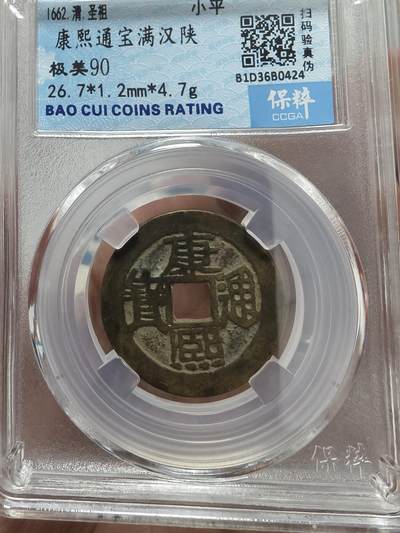 1662.清.圣祖 小平
康熙通宝满汉陕
极美90
26.7*1.2mm*4.7g
BAO CUI COINS RATING
扫码验真伪
B1D36B0424
保粹
CCGA
康熙通寳
保粹